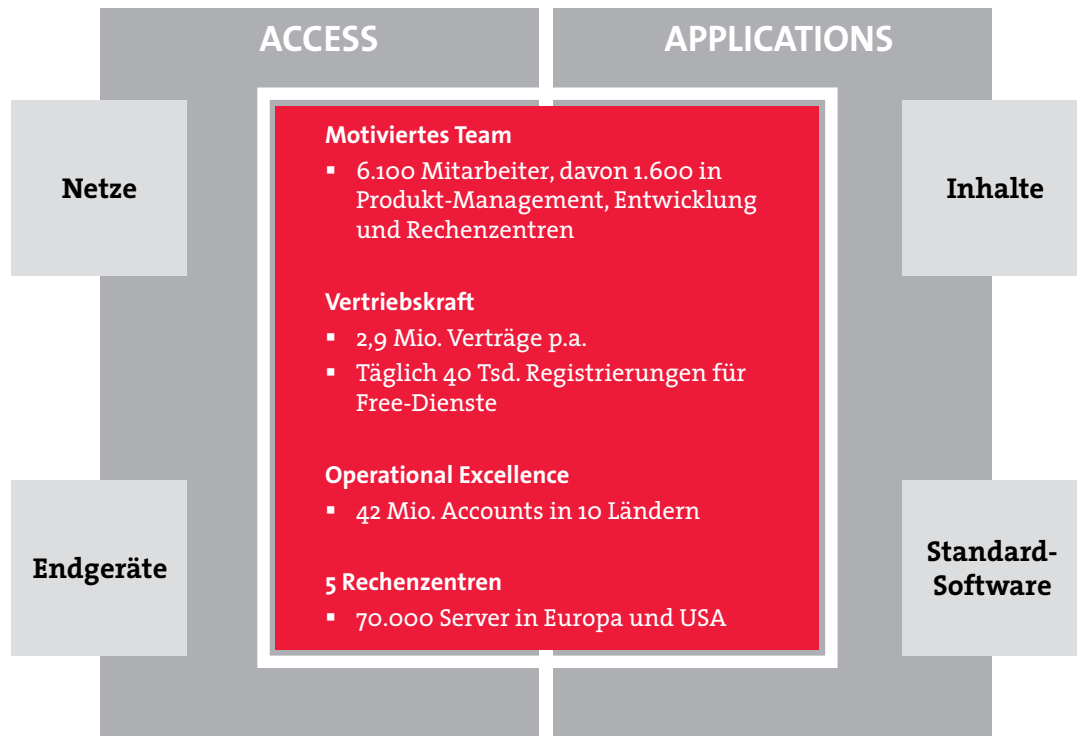 ACCESS
APPLICATIONS
Netze
Inhalte
Motiviertes Team
▪ 6.100 Mitarbeiter, davon 1.600 in
Produkt-Management, Entwicklung
und Rechenzentren
Vertriebskraft
▪ 2,9 Mio. Verträge p.a.
▪ Täglich 40 Tsd. Registrierungen für
Free-Dienste
Operational Excellence
▪ 42 Mio. Accounts in 10 Ländern
5 Rechenzentren
▪ 70.000 Server in Europa und USA
Endgeräte
Standard-
Software